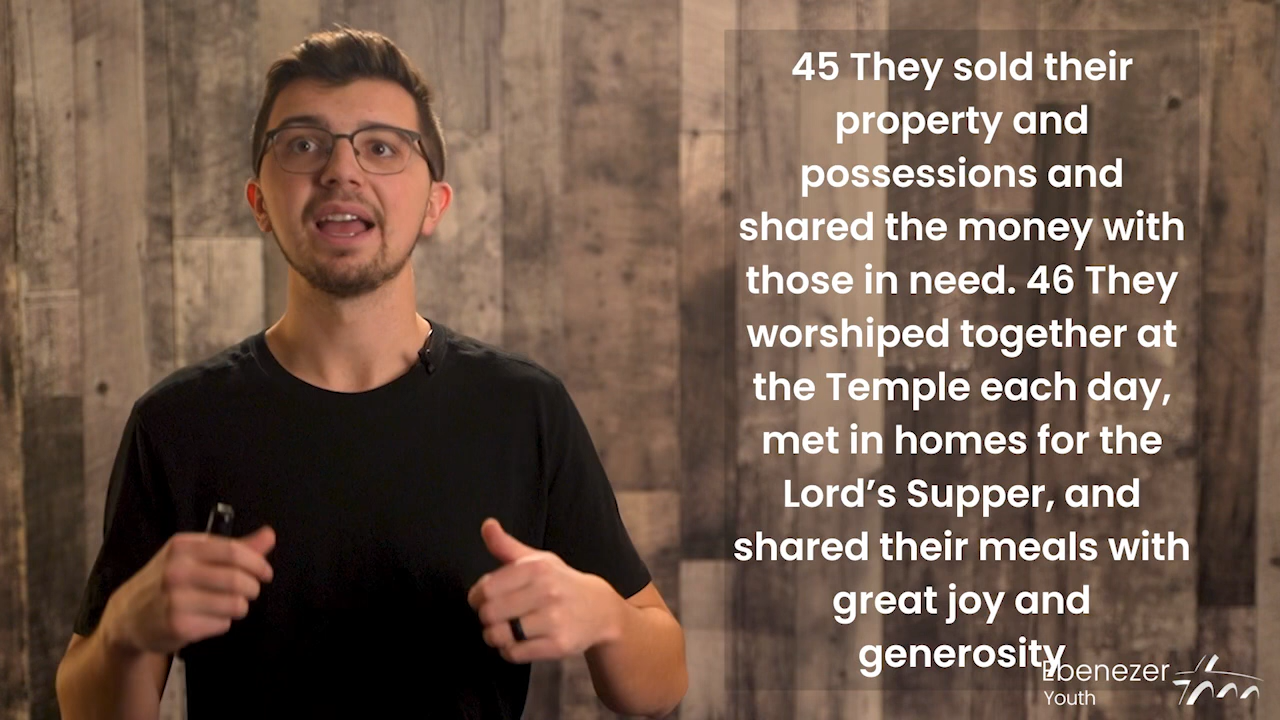 45 They sold their
property and
possessions and
shared the money with
those in need. 46 They
worshiped together at
the Temple each day,
met in homes for the
Lord’s Supper, and
shared their meals with
great joy and
generosity
Ebenezer
Youth